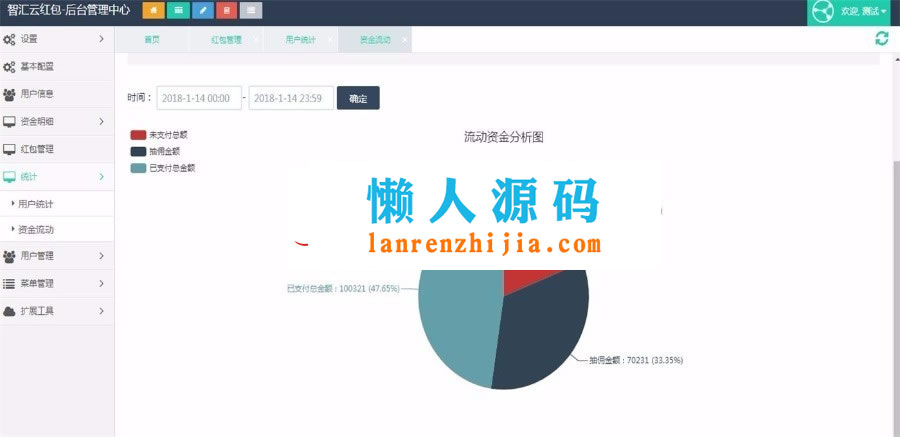 智汇云红包-后台管理中心
欢迎, 测试
设置
基本配置
用户信息
资金明细
红包管理
统计
用户统计
资金流动
用户管理
菜单管理
扩展工具
首页
红包管理
用户统计
资金流动
时间：
2018-1-14 00:00
-
2018-1-14 23:59
确定
流动资金分析图
未支付总额
抽佣金额
已支付总金额
懒人源码
lanrenzhijia.com
已支付总金额 : 100321 (47.65%)
抽佣金额 : 70231 (33.35%)